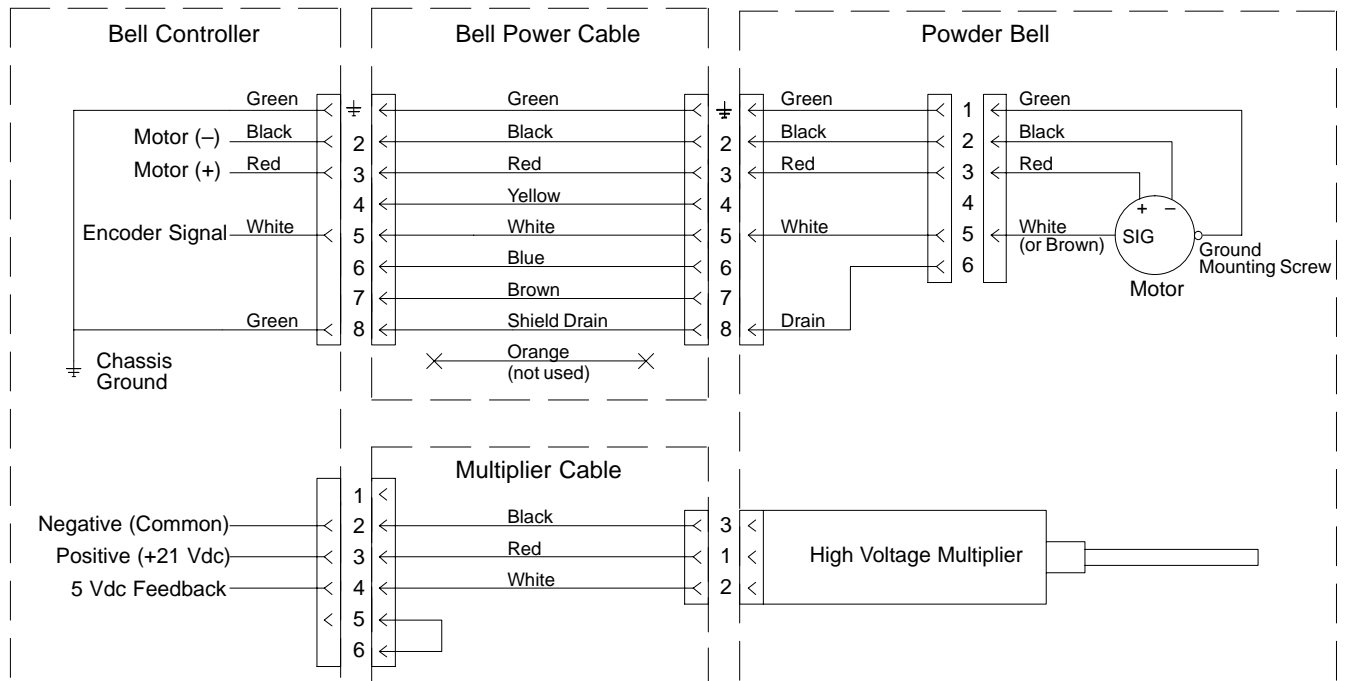 Bell Controller
Bell Power Cable
Powder Bell
Green
Green
Green
1
Green
Motor (–)
Black
2
Black
2
Black
2
Black
Motor (+)
Red
3
Red
3
Red
3
Red
4
Yellow
4
4
+
–
Encoder Signal
White
5
White
5
White
5
White
(or Brown)
SIG
Ground
Mounting Screw
6
Blue
6
6
Motor
7
Brown
7
Green
8
Shield Drain
8
Drain
Orange
(not used)
Chassis
Ground
Multiplier Cable
1
Negative (Common)
2
Black
3
Positive (+21 Vdc)
3
Red
1
High Voltage Multiplier
5 Vdc Feedback
4
White
2
5
6